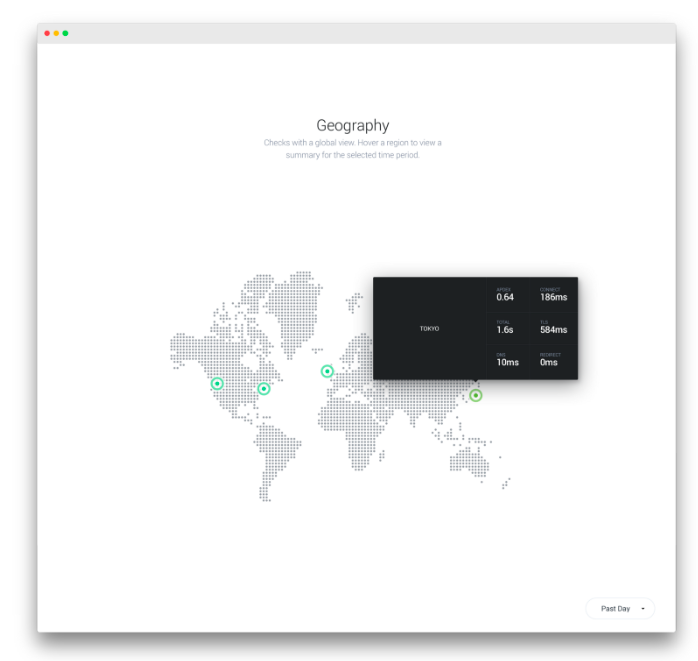 Geography
Checks with a global view. Hover a region to view a
summary for the selected time period.
APDEX
CONNECT
0.64
186ms
TOKYO
TOTAL
TLS
1.6s
584ms
DNS
REDIRECT
10ms
0ms
Past Day